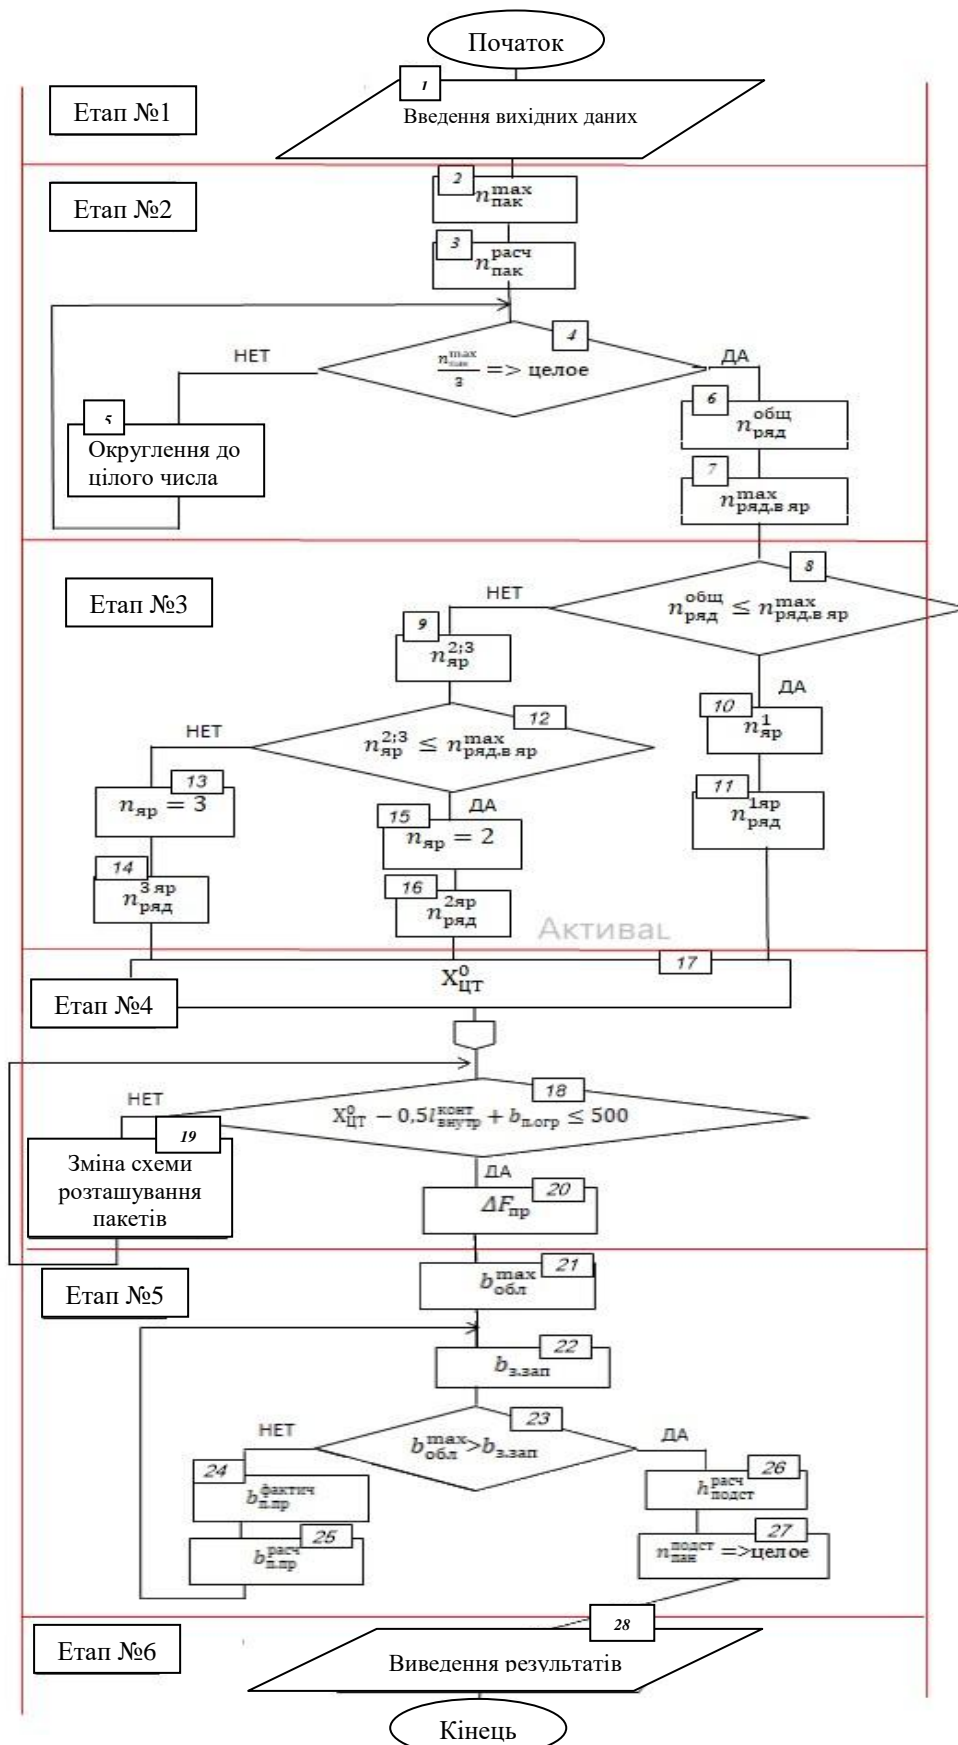 Початок
1
Етап №1
Введення вихідних даних
2
n_пак^max
Етап №2
3
n_пак^расч
4
НЕТ
ДА
n_пак^max / 3 => целое
5
6
Округлення до
цілого числа
n_ряд^общ
7
n_ряд.в яр^max
8
Етап №3
НЕТ
n_ряд^общ ≤ n_ряд.в яр^max
9
n_яр^2;3
ДА
10
n_яр^1
12
НЕТ
n_яр^2;3 ≤ n_ряд.в яр^max
13
n_яр = 3
11
n_ряд^1яр
ДА
15
n_яр = 2
14
n_ряд^3 яр
16
n_ряд^2яр
Активац
17
X_ЦТ^0
Етап №4
18
НЕТ
X_ЦТ^0 − 0,5l_внутр^конт + b_п.огр ≤ 500
19
Зміна схеми
розташування
пакетів
ДА
20
ΔF_пр
21
b_обл^max
Етап №5
22
b_з.зап
23
НЕТ
ДА
b_обл^max>b_з.зап
24
b_п.пр^фактич
26
h_подст^расч
25
b_п.пр^расч
27
n_пан^подст =>целое
28
Етап №6
Виведення результатів
Кінець